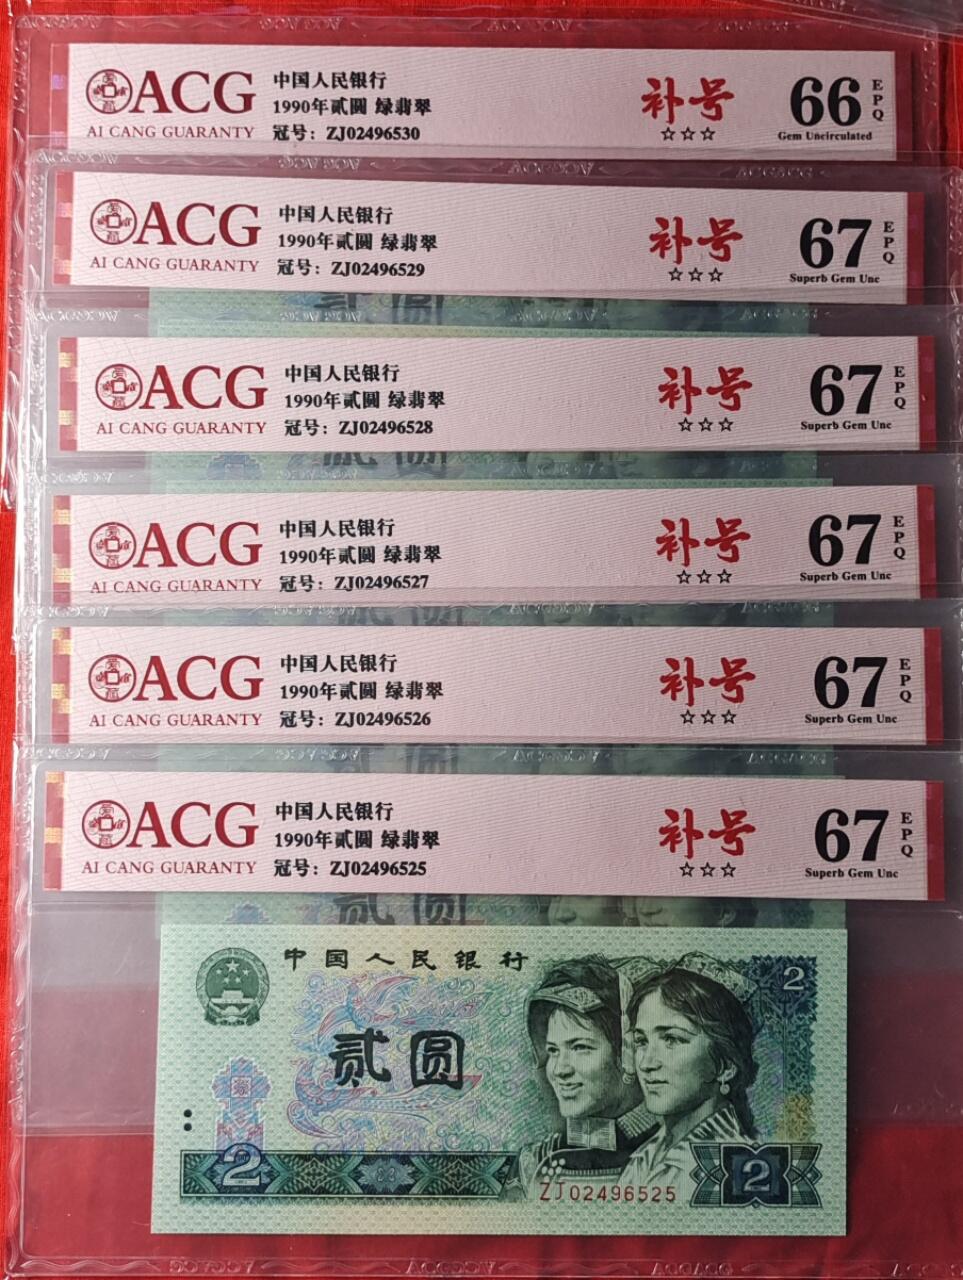 ACG
AI CANG GUARANTY
中国人民银行
1990年贰圆 绿翡翠
冠号：ZJ02496530
补号
☆☆☆
66
EPQ
Gem Uncirculated
ACG
AI CANG GUARANTY
中国人民银行
1990年贰圆 绿翡翠
冠号：ZJ02496529
补号
☆☆☆
67
EPQ
Superb Gem Unc
贰圆
ACG
AI CANG GUARANTY
中国人民银行
1990年贰圆 绿翡翠
冠号：ZJ02496528
补号
☆☆☆
67
EPQ
Superb Gem Unc
ACG
AI CANG GUARANTY
中国人民银行
1990年贰圆 绿翡翠
冠号：ZJ02496527
补号
☆☆☆
67
EPQ
Superb Gem Unc
ACG
AI CANG GUARANTY
中国人民银行
1990年贰圆 绿翡翠
冠号：ZJ02496526
补号
☆☆☆
67
EPQ
Superb Gem Unc
ACG
AI CANG GUARANTY
中国人民银行
1990年贰圆 绿翡翠
冠号：ZJ02496525
补号
☆☆☆
67
EPQ
Superb Gem Unc
贰圆
中国人民银行
2
贰圆
2
2
ZJ02496525